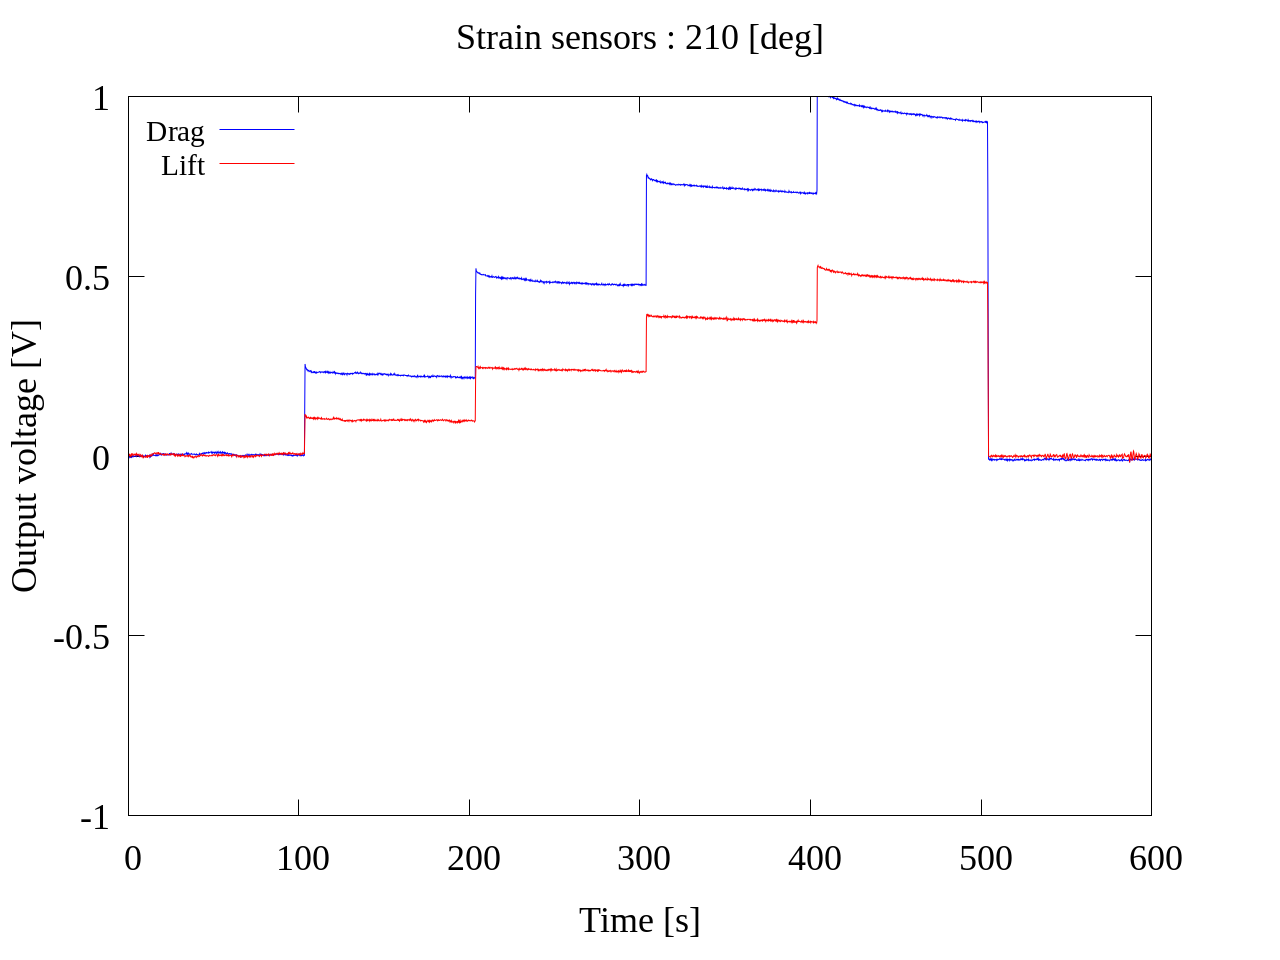 Strain sensors : 210 [deg]
Drag
Lift
1
0.5
0
-0.5
-1
Output voltage [V]
0 100 200 300 400 500 600
Time [s]